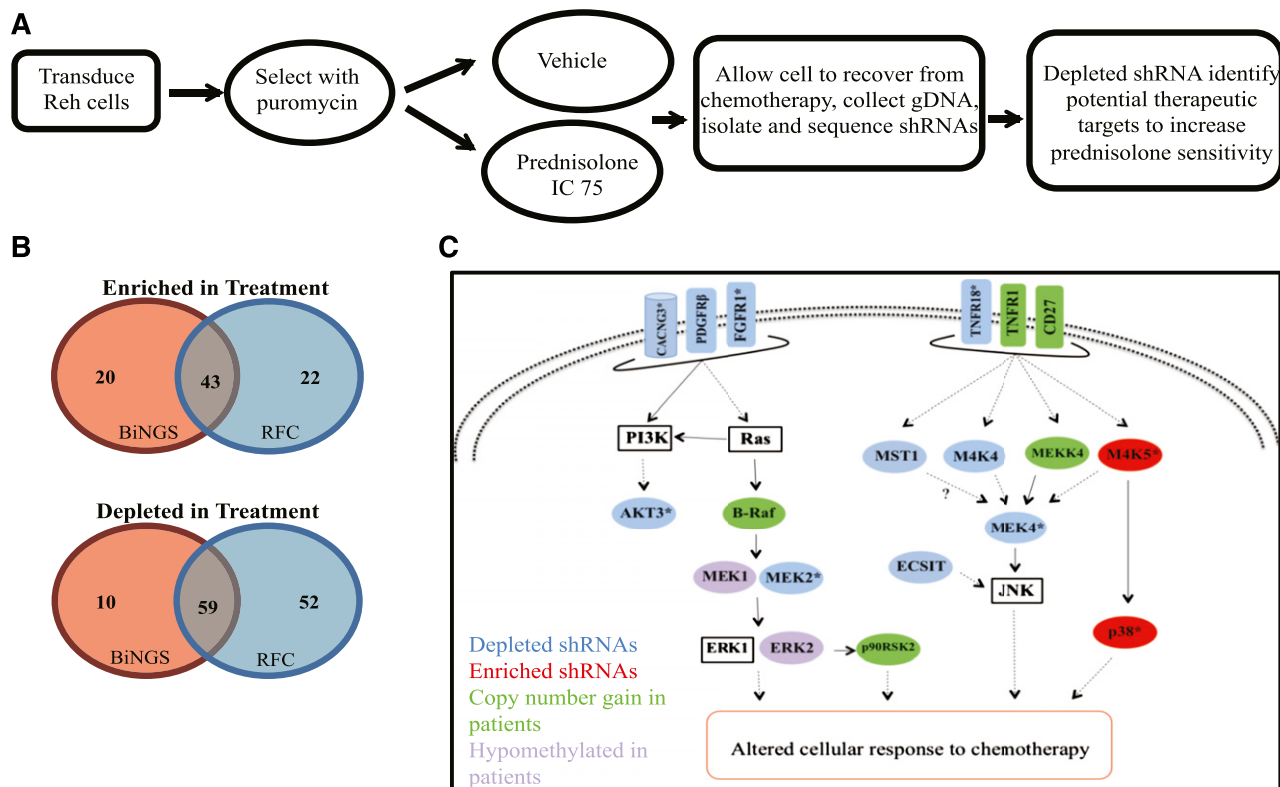 A
Transduce
Reh cells
Select with
puromycin
Vehicle
Prednisolone
IC 75
Allow cell to recover from
chemotherapy, collect gDNA,
isolate and sequence shRNAs
Depleted shRNA identify
potential therapeutic
targets to increase
prednisolone sensitivity
B
Enriched in Treatment
20
43
22
BiNGS
RFC
Depleted in Treatment
10
59
52
BiNGS
RFC
C
CACNG3*
PDGFRβ
FGFR1*
TNFR18*
TNFR1
CD27
PI3K
Ras
MST1
M4K4
MEKK4
M4K5*
?
AKT3*
B-Raf
MEK4*
MEK1
MEK2*
ECSIT
JNK
ERK1
ERK2
p90RSK2
p38*
Depleted shRNAs
Enriched shRNAs
Copy number gain in
patients
Hypomethylated in
patients
Altered cellular response to chemotherapy